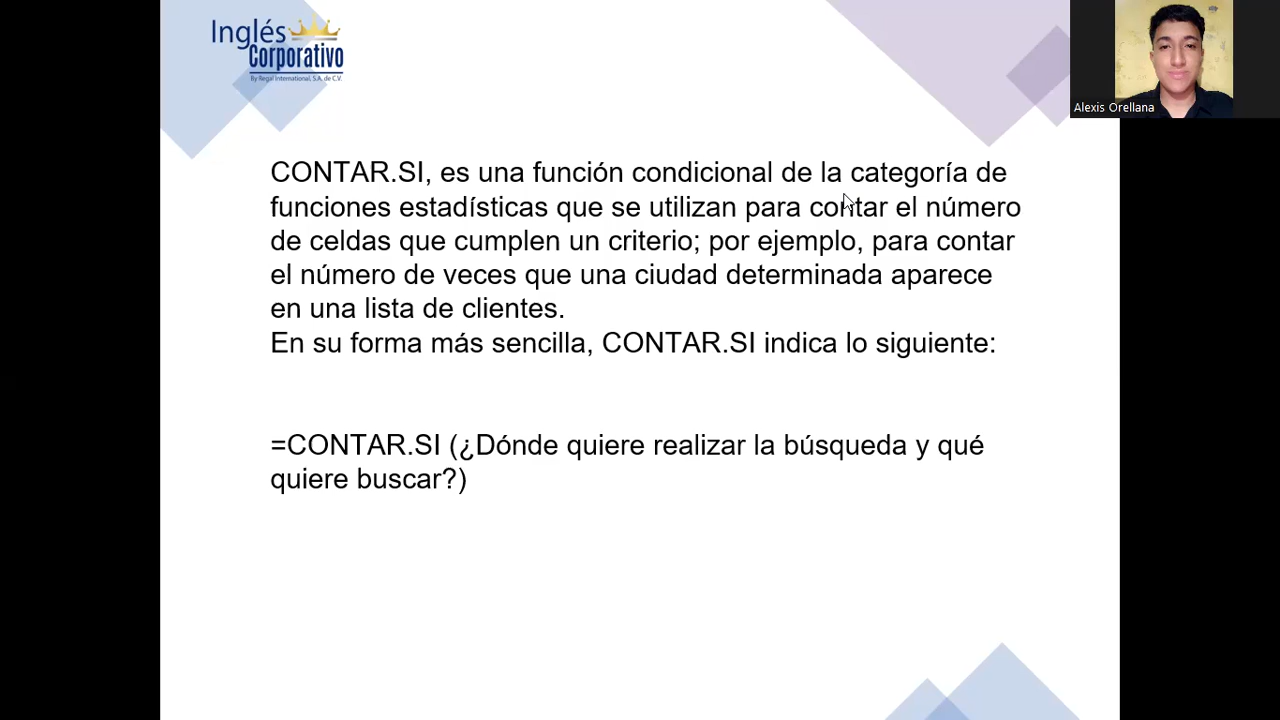 Inglés
Corporativo
By Regal International, S.A. de C.V.
Alexis Orellana
CONTAR.SI, es una función condicional de la categoría de
funciones estadísticas que se utilizan para contar el número
de celdas que cumplen un criterio; por ejemplo, para contar
el número de veces que una ciudad determinada aparece
en una lista de clientes.
En su forma más sencilla, CONTAR.SI indica lo siguiente:
=CONTAR.SI (¿Dónde quiere realizar la búsqueda y qué
quiere buscar?)